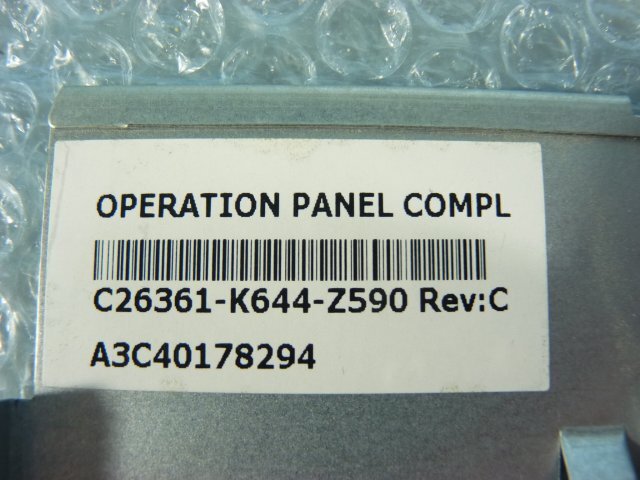 OPERATION PANEL COMPL
C26361-K644-Z590 Rev:C
A3C40178294